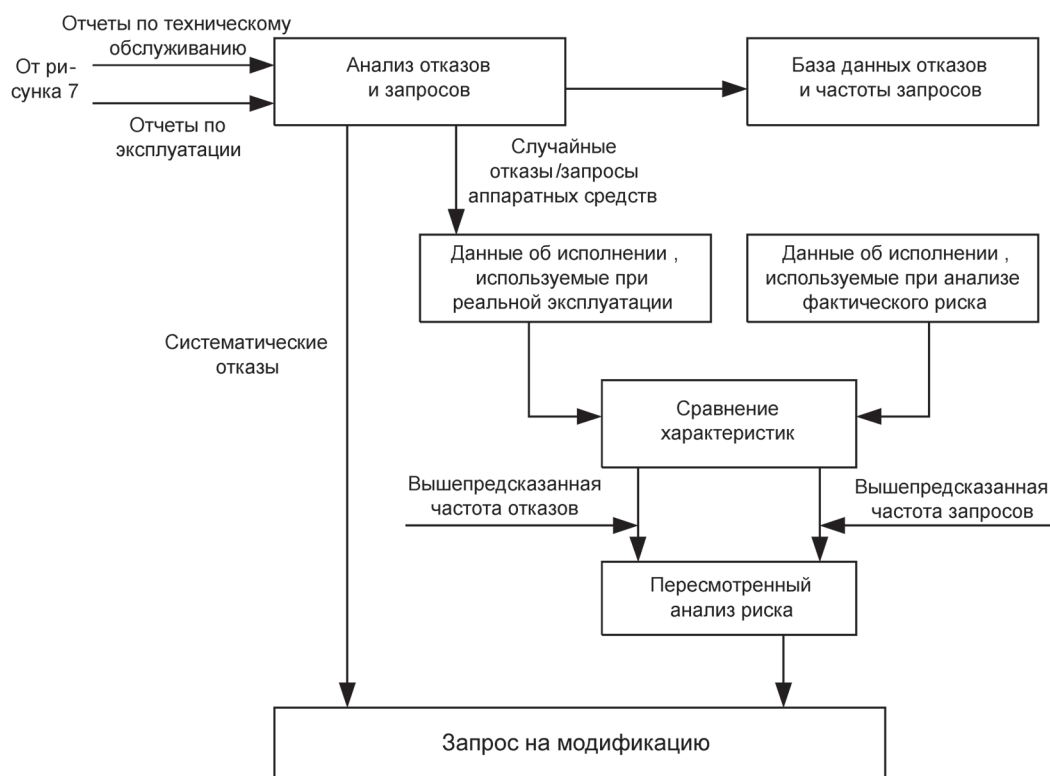 Отчеты по техническому
обслуживанию
От ри-
сунка 7
Отчеты по
эксплуатации
Анализ отказов
и запросов
База данных отказов
и частоты запросов
Случайные
отказы/запросы
аппаратных средств
Данные об исполнении ,
используемые при
реальной эксплуатации
Данные об исполнении ,
используемые при анализе
фактического риска
Систематические
отказы
Сравнение
характеристик
Вышепредсказанная
частота отказов
Вышепредсказанная
частота запросов
Пересмотренный
анализ риска
Запрос на модификацию